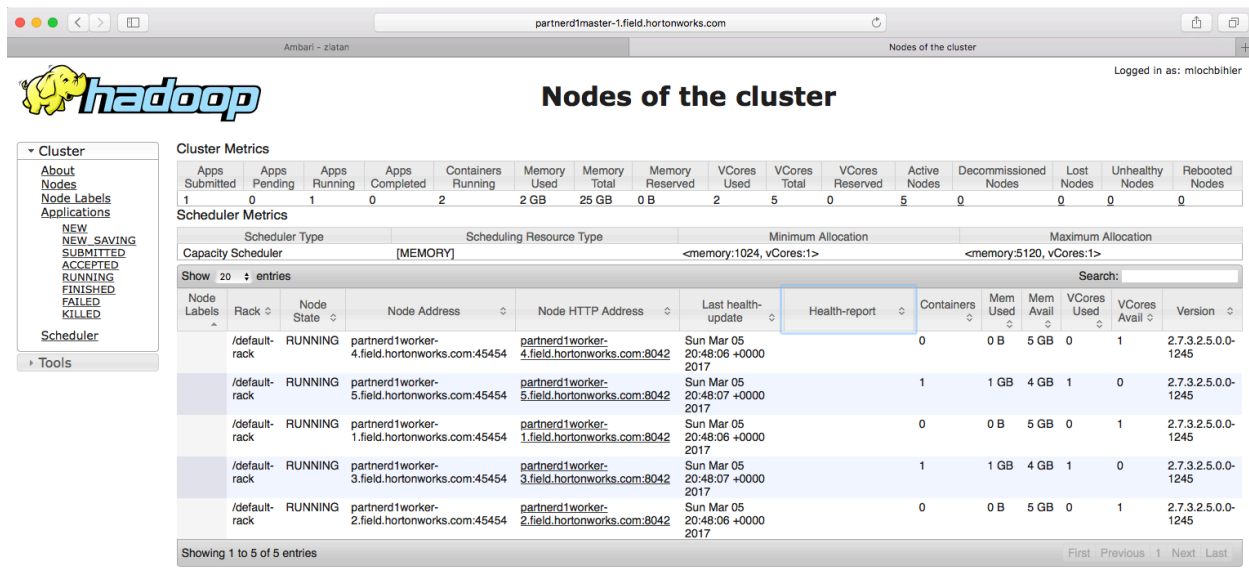 partnerd1master-1.field.hortonworks.com
Ambari - zlatan Nodes of the cluster +
Logged in as: mlochbihler
hadoop
Nodes of the cluster
Cluster
About
Nodes
Node Labels
Applications
NEW
NEW_SAVING
SUBMITTED
ACCEPTED
RUNNING
FINISHED
FAILED
KILLED
Scheduler
Tools
Cluster Metrics
Apps Submitted Apps Pending Apps Running Apps Completed Containers Running Memory Used Memory Total Memory Reserved VCores Used VCores Total VCores Reserved Active Nodes Decommissioned Nodes Lost Nodes Unhealthy Nodes Rebooted Nodes
1 0 1 0 2 2 GB 25 GB 0 B 2 5 0 5 0 0 0 0
Scheduler Metrics
Scheduler Type Scheduling Resource Type Minimum Allocation Maximum Allocation
Capacity Scheduler [MEMORY] <memory:1024, vCores:1> <memory:5120, vCores:1>
Show 20 entries Search:
Node Labels Rack Node State Node Address Node HTTP Address Last health-update Health-report Containers Mem Used Mem Avail VCores Used VCores Avail Version
/default-rack RUNNING partnerd1worker-4.field.hortonworks.com:45454 partnerd1worker-4.field.hortonworks.com:8042 Sun Mar 05 20:48:06 +0000 2017 0 0 B 5 GB 0 1 2.7.3.2.5.0.0-1245
/default-rack RUNNING partnerd1worker-5.field.hortonworks.com:45454 partnerd1worker-5.field.hortonworks.com:8042 Sun Mar 05 20:48:07 +0000 2017 1 1 GB 4 GB 1 0 2.7.3.2.5.0.0-1245
/default-rack RUNNING partnerd1worker-1.field.hortonworks.com:45454 partnerd1worker-1.field.hortonworks.com:8042 Sun Mar 05 20:48:06 +0000 2017 0 0 B 5 GB 0 1 2.7.3.2.5.0.0-1245
/default-rack RUNNING partnerd1worker-3.field.hortonworks.com:45454 partnerd1worker-3.field.hortonworks.com:8042 Sun Mar 05 20:48:07 +0000 2017 1 1 GB 4 GB 1 0 2.7.3.2.5.0.0-1245
/default-rack RUNNING partnerd1worker-2.field.hortonworks.com:45454 partnerd1worker-2.field.hortonworks.com:8042 Sun Mar 05 20:48:06 +0000 2017 0 0 B 5 GB 0 1 2.7.3.2.5.0.0-1245
Showing 1 to 5 of 5 entries First Previous 1 Next Last